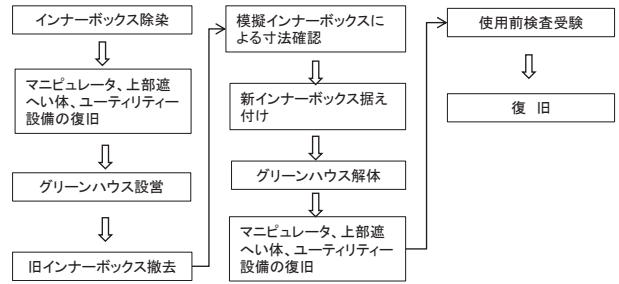 インナーボックス除染
マニピュレータ、上部遮
へい体、ユーティリティー
設備の復旧
グリーンハウス設営
旧インナーボックス撤去
模擬インナーボックスに
よる寸法確認
新インナーボックス据え
付け
グリーンハウス解体
マニピュレータ、上部遮
へい体、ユーティリティー
設備の復旧
使用前検査受験
復 旧